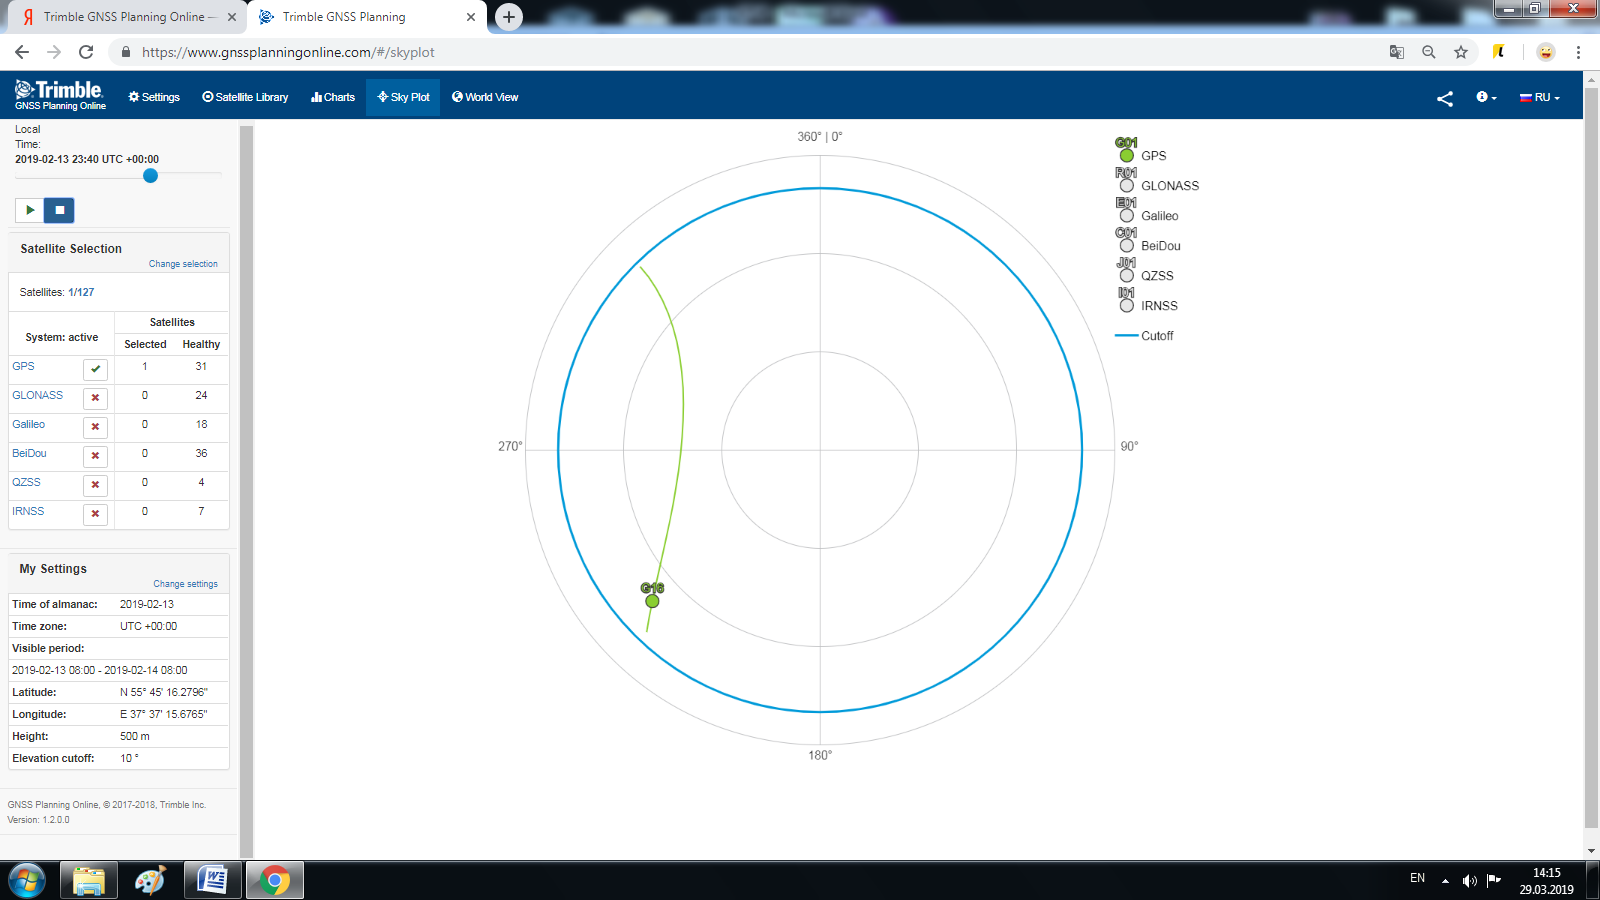 Trimble GNSS Planning Online —
Trimble GNSS Planning
https://www.gnssplanningonline.com/#/skyplot
Trimble
GNSS Planning Online
Settings
Satellite Library
Charts
Sky Plot
World View
RU
Local
Time:
2019-02-13 23:40 UTC +00:00
Satellite Selection
Change selection
Satellites: 1/127
System: active
Satellites
Selected Healthy
GPS 1 31
GLONASS 0 24
Galileo 0 18
BeiDou 0 36
QZSS 0 4
IRNSS 0 7
My Settings
Change settings
Time of almanac: 2019-02-13
Time zone: UTC +00:00
Visible period:
2019-02-13 08:00 - 2019-02-14 08:00
Latitude: N 55° 45' 16.2796"
Longitude: E 37° 37' 15.6765"
Height: 500 m
Elevation cutoff: 10 °
GNSS Planning Online, © 2017-2018, Trimble Inc.
Version: 1.2.0.0
360° | 0°
270°
90°
180°
G16
G01
GPS
R01
GLONASS
E01
Galileo
C01
BeiDou
J01
QZSS
I01
IRNSS
Cutoff
EN
14:15
29.03.2019